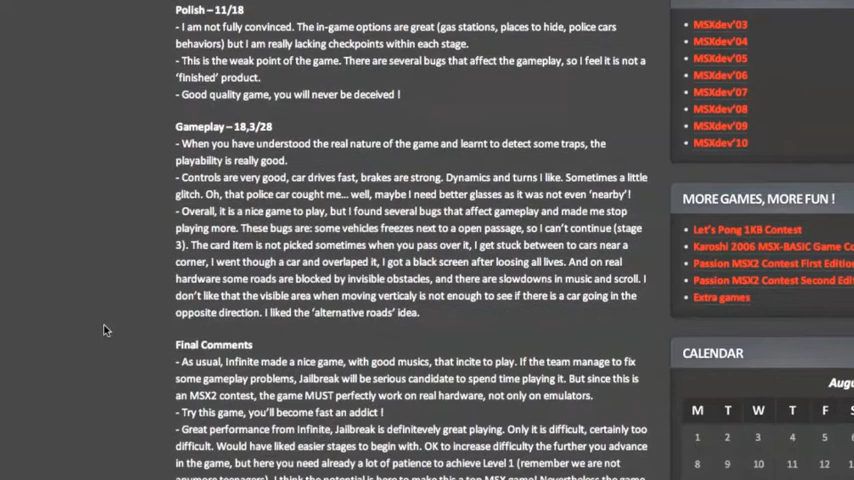 Polish – 11/18
- I am not fully convinced. The in-game options are great (gas stations, places to hide, police cars
behaviors) but I am really lacking checkpoints within each stage.
- This is the weak point of the game. There are several bugs that affect the gameplay, so I feel it is not a
'finished' product.
- Good quality game, you will never be deceived !
Gameplay – 18,3/28
- When you have understood the real nature of the game and learnt to detect some traps, the
playability is really good.
- Controls are very good, car drives fast, brakes are strong. Dynamics and turns I like. Sometimes a little
glitch. Oh, that police car cought me... well, maybe I need better glasses as it was not even 'nearby'!
- Overall, it is a nice game to play, but I found several bugs that affect gameplay and made me stop
playing more. These bugs are: some vehicles freezes next to a open passage, so I can't continue (stage
3). The card item is not picked sometimes when you pass over it, I get stuck between to cars near a
corner, I went though a car and overlaped it, I got a black screen after loosing all lives. And on real
hardware some roads are blocked by invisible obstacles, and there are slowdowns in music and scroll. I
don't like that the visible area when moving verticaly is not enough to see if there is a car going in the
opposite direction. I liked the 'alternative roads' idea.
Final Comments
- As usual, Infinite made a nice game, with good musics, that incite to play. If the team manage to fix
some gameplay problems, Jailbreak will be serious candidate to spend time playing it. But since this is
an MSX2 contest, the game MUST perfectly work on real hardware, not only on emulators.
- Try this game, you'll become fast an addict !
- Great performance from Infinite, Jailbreak is definitevely great playing. Only it is difficult, certainly too
difficult. Would have liked easier stages to begin with. OK to increase difficulty the further you advance
in the game, but here you need already a lot of patience to achieve Level 1 (remember we are not
anymore teenagers). I think the potential is here to make this a top MSX game! Nevertheless the game
• MSXdev'03
• MSXdev'04
• MSXdev'05
• MSXdev'06
• MSXdev'07
• MSXdev'08
• MSXdev'09
• MSXdev'10
MORE GAMES, MORE FUN !
• Let's Pong 1KB Contest
• Karoshi 2006 MSX-BASIC Game Co
• Passion MSX2 Contest First Edition
• Passion MSX2 Contest Second Edi
• Extra games
CALENDAR
Augu
M T W T F S
1 2 3 4 5 6
8 9 10 11 12